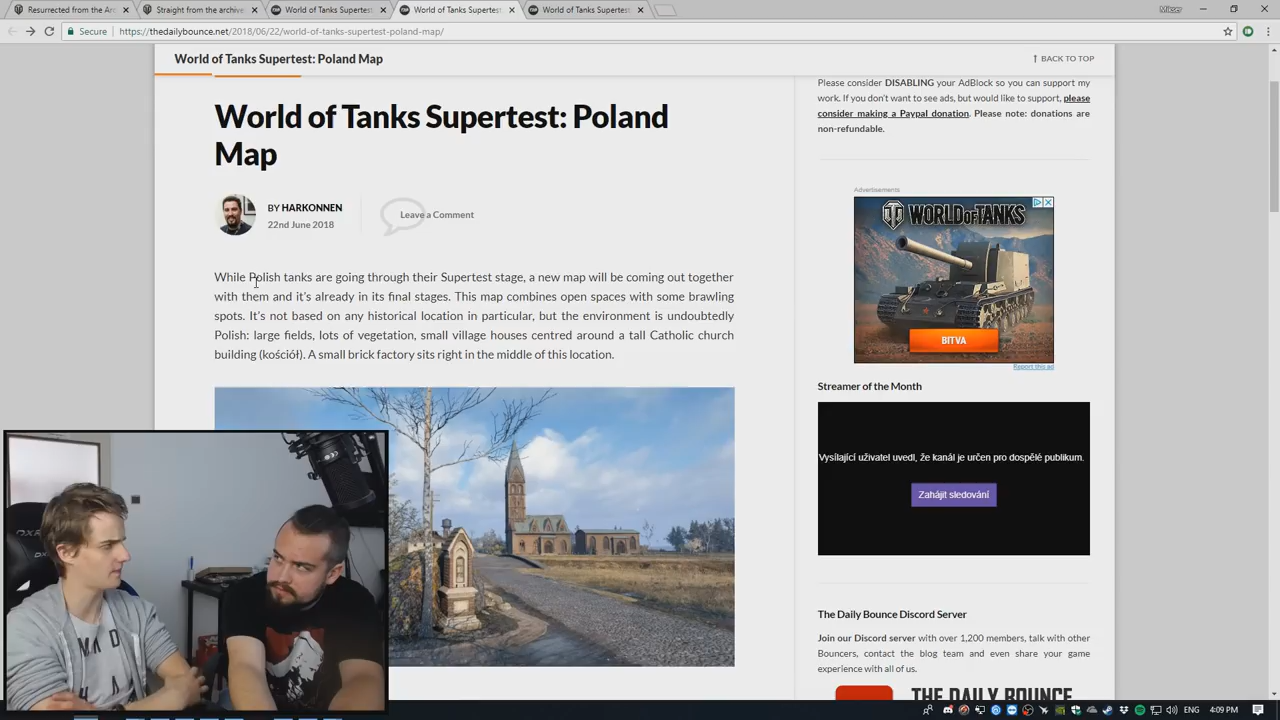 Resurrected from the Arc
Straight from the archive
World of Tanks Supertest:
World of Tanks Supertest:
World of Tanks Supertest:
Secure
https://thedailybounce.net/2018/06/22/world-of-tanks-supertest-poland-map/
World of Tanks Supertest: Poland Map
BACK TO TOP
World of Tanks Supertest: Poland
Map
BY HARKONNEN
22nd June 2018
Leave a Comment
While Polish tanks are going through their Supertest stage, a new map will be coming out together
with them and it's already in its final stages. This map combines open spaces with some brawling
spots. It's not based on any historical location in particular, but the environment is undoubtedly
Polish: large fields, lots of vegetation, small village houses centred around a tall Catholic church
building (kościół). A small brick factory sits right in the middle of this location.
Please consider DISABLING your AdBlock so you can support my
work. If you don't want to see ads, but would like to support, please
consider making a Paypal donation. Please note: donations are
non-refundable.
Advertisements
WORLD OF TANKS
BITVA
Report this ad
Streamer of the Month
Vysílající uživatel uvedl, že kanál je určen pro dospělé publikum.
Zahájit sledování
The Daily Bounce Discord Server
Join our Discord server with over 1,200 members, talk with other
Bouncers, contact the blog team and even share your game
experience with all of us.
THE DAILY BOUNCE
ENG
4:09 PM